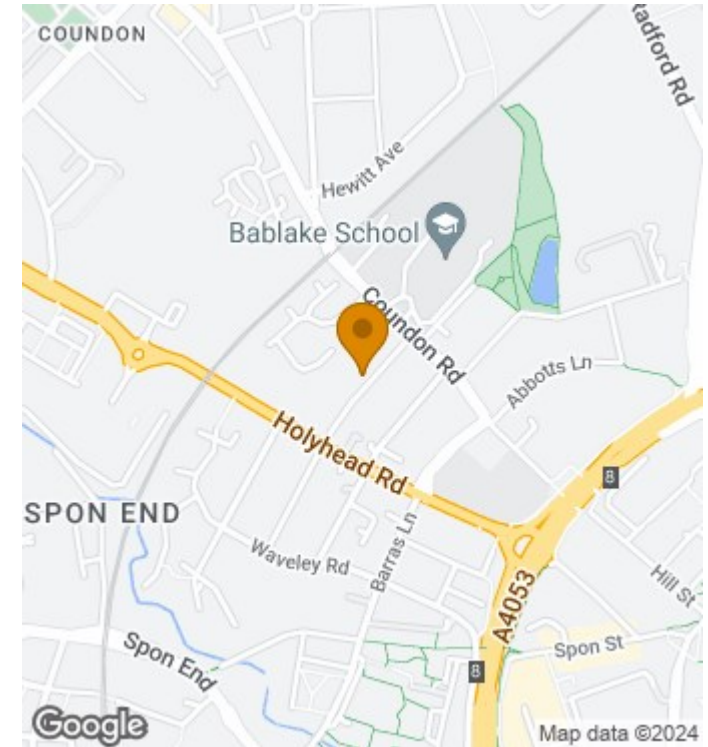 COUNDON
Radford Rd
Hewitt Ave
Bablake School
Coundon Rd
Abbotts Ln
Holyhead Rd
8
SPON END
Waveley Rd
Barras Ln
A4053
Hill St
Spon End
Spon St
8
Google
Map data ©2024